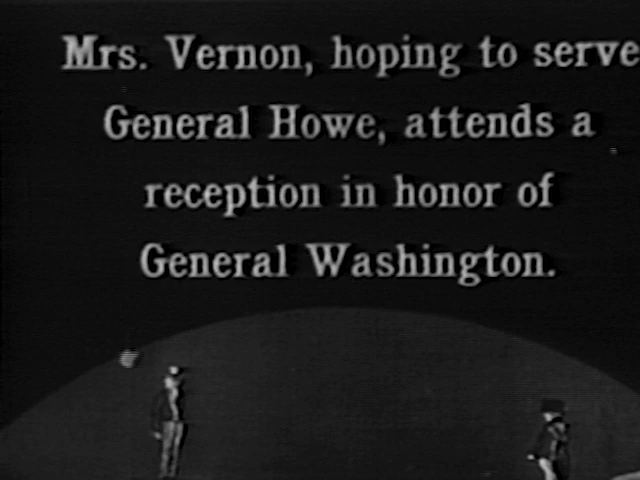 Mrs. Vernon, hoping to serve
General Howe, attends a
reception in honor of
General Washington.